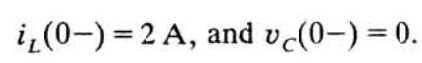 i_L(0−) = 2 A, and v_C(0−) = 0.